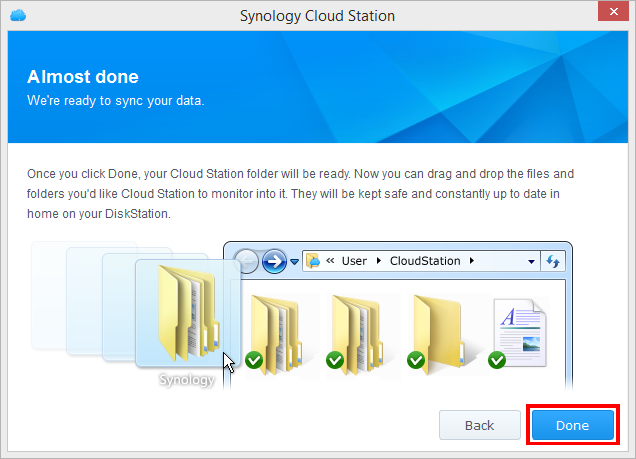 Synology Cloud Station
Almost done
We're ready to sync your data.
Once you click Done, your Cloud Station folder will be ready. Now you can drag and drop the files and
folders you'd like Cloud Station to monitor into it. They will be kept safe and constantly up to date in
home on your DiskStation.
« User ▸ CloudStation ▸
A
Synology
Back Done